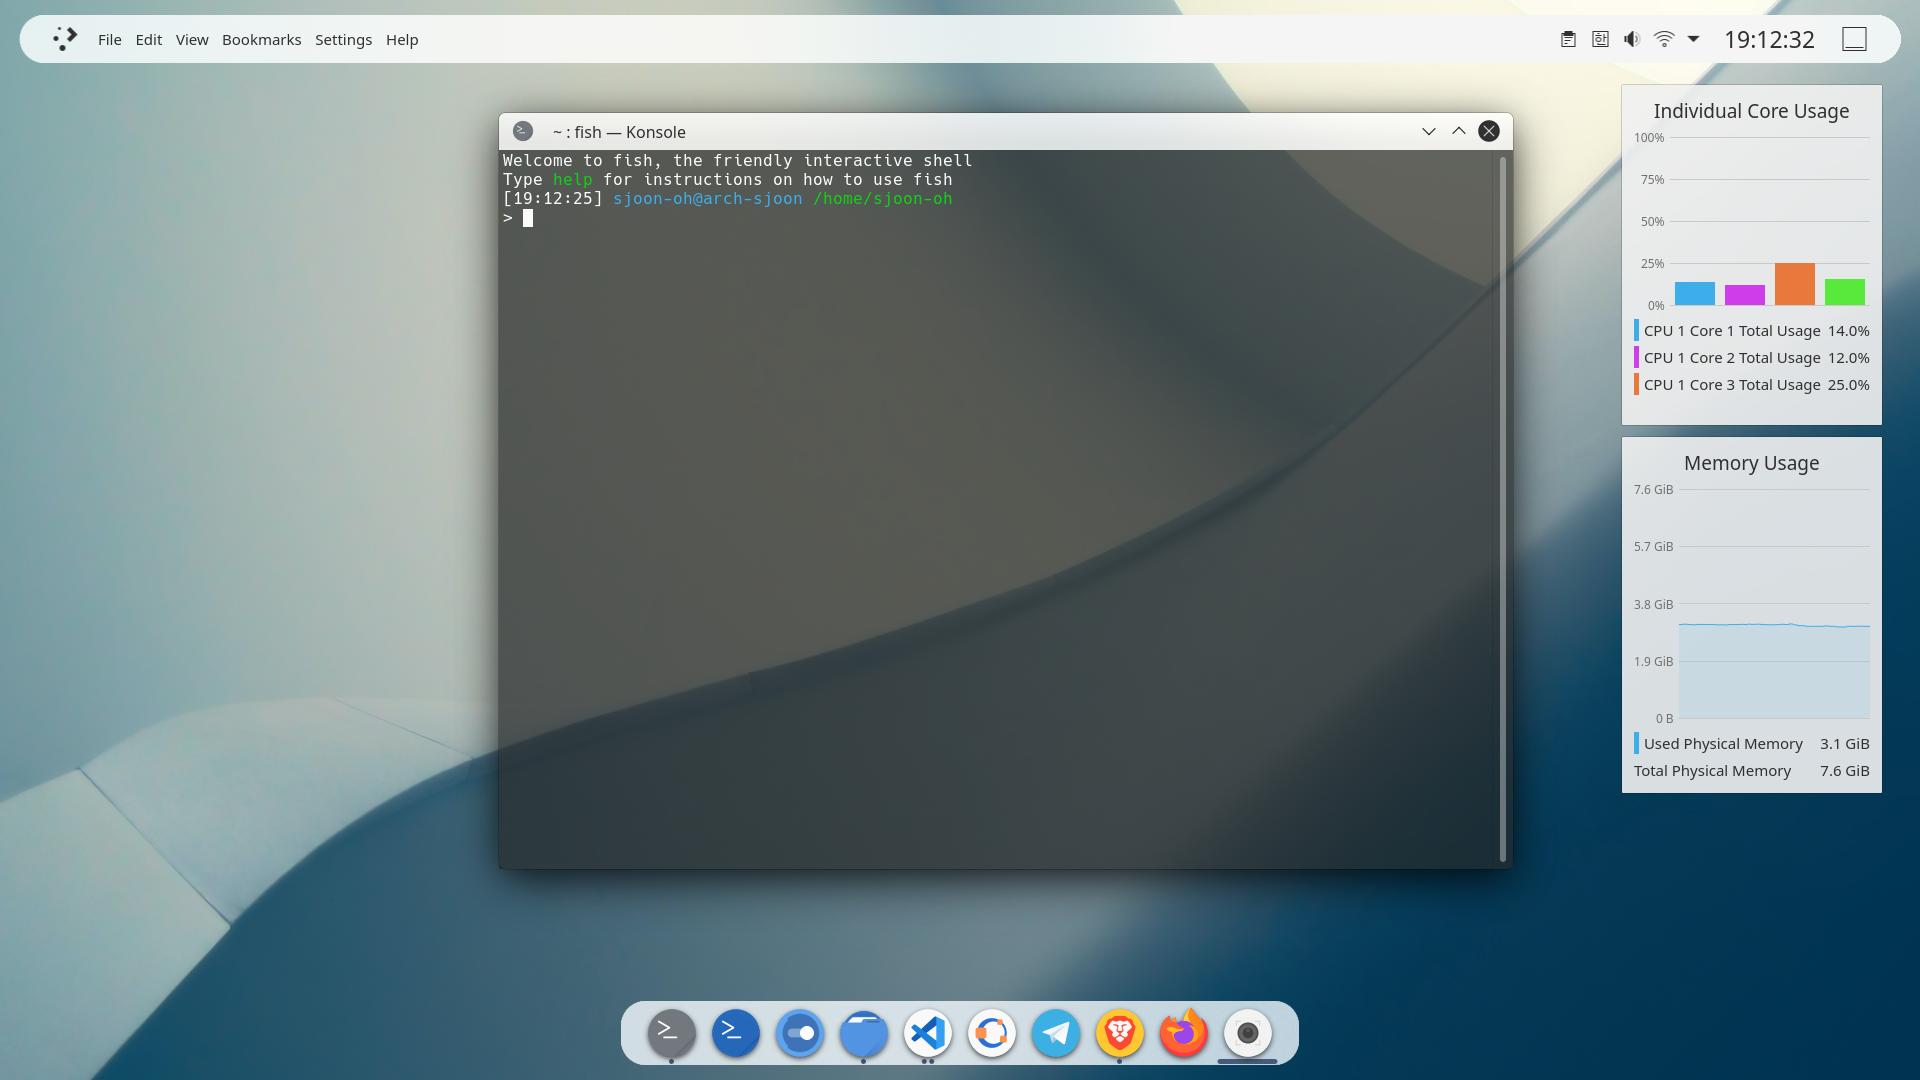 File Edit View Bookmarks Settings Help
한
19:12:32
~ : fish — Konsole
Welcome to fish, the friendly interactive shell
Type help for instructions on how to use fish
[19:12:25] sjoon-oh@arch-sjoon /home/sjoon-oh
>
Individual Core Usage
100%
75%
50%
25%
0%
CPU 1 Core 1 Total Usage 14.0%
CPU 1 Core 2 Total Usage 12.0%
CPU 1 Core 3 Total Usage 25.0%
Memory Usage
7.6 GiB
5.7 GiB
3.8 GiB
1.9 GiB
0 B
Used Physical Memory 3.1 GiB
Total Physical Memory 7.6 GiB